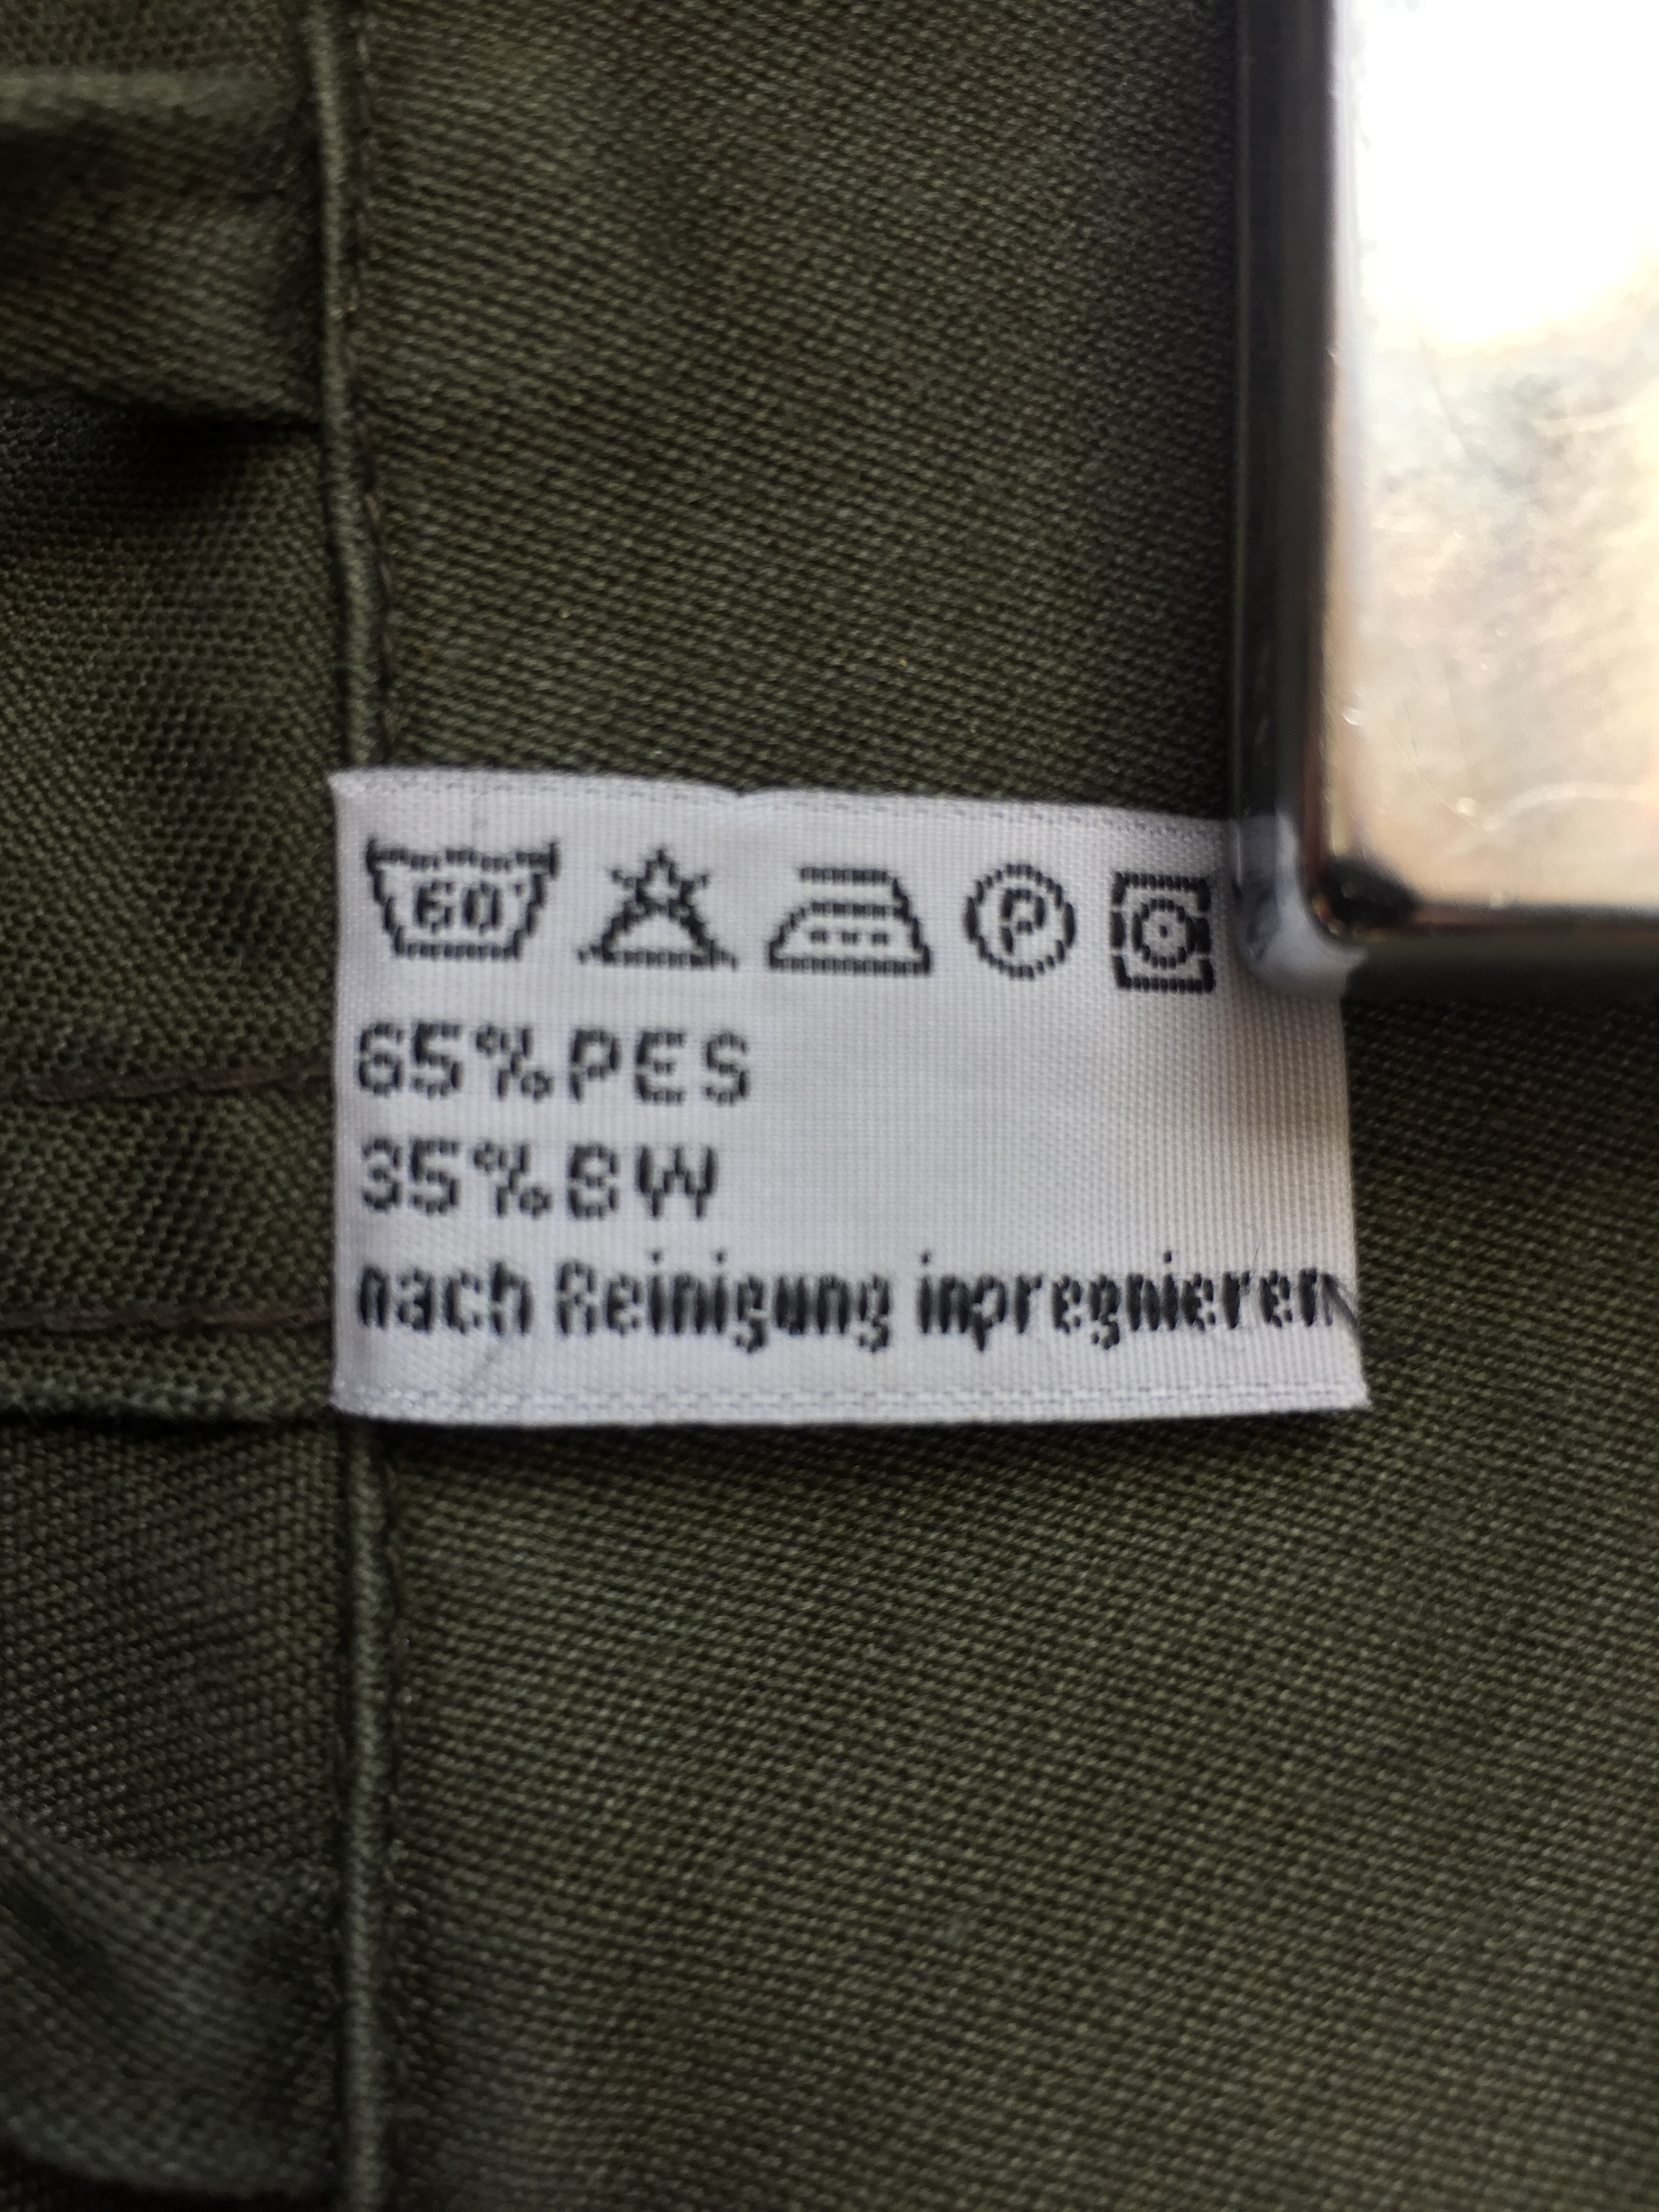 60° P
65%PES
35%BW
nach Reinigung inpregnieren